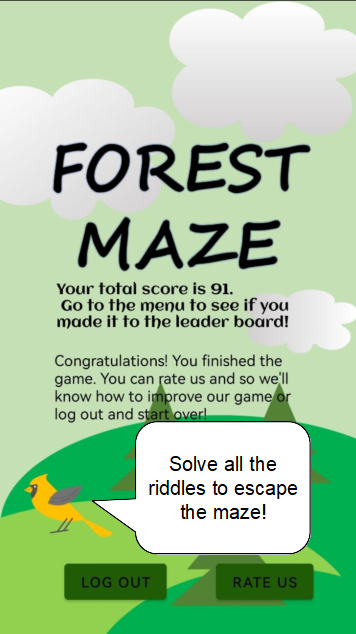 FOREST
MAZE
Your total score is 91.
Go to the menu to see if you
made it to the leader board!
Congratulations! You finished the
game. You can rate us and so we'll
know how to improve our game or
log out and start over!
Solve all the
riddles to escape
the maze!
LOG OUT
RATE US